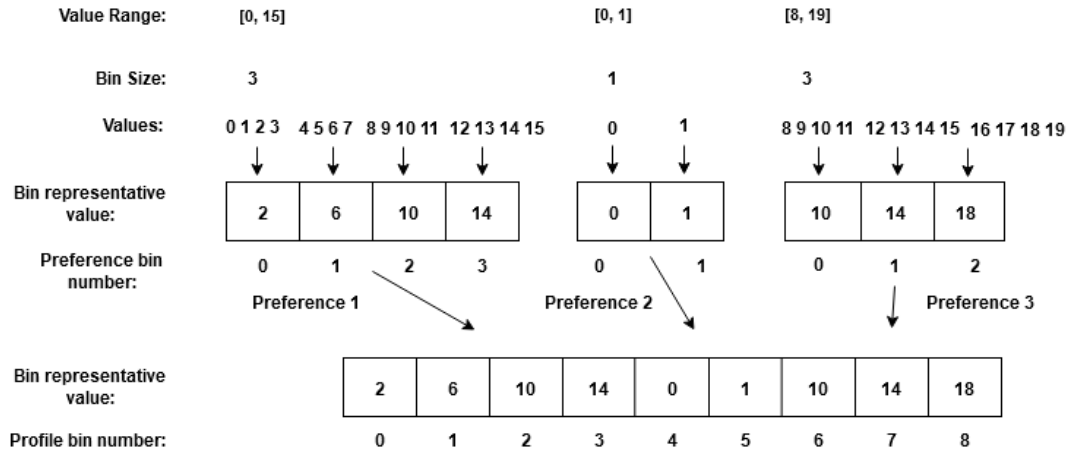 Value Range: [0, 15] [0, 1] [8, 19]
Bin Size: 3 1 3
Values: 0 1 2 3 4 5 6 7 8 9 10 11 12 13 14 15 0 1 8 9 10 11 12 13 14 15 16 17 18 19
Bin representative
value: 2 6 10 14 0 1 10 14 18
Preference bin
number: 0 1 2 3 0 1 0 1 2
Preference 1 Preference 2 Preference 3
Bin representative
value: 2 6 10 14 0 1 10 14 18
Profile bin number: 0 1 2 3 4 5 6 7 8